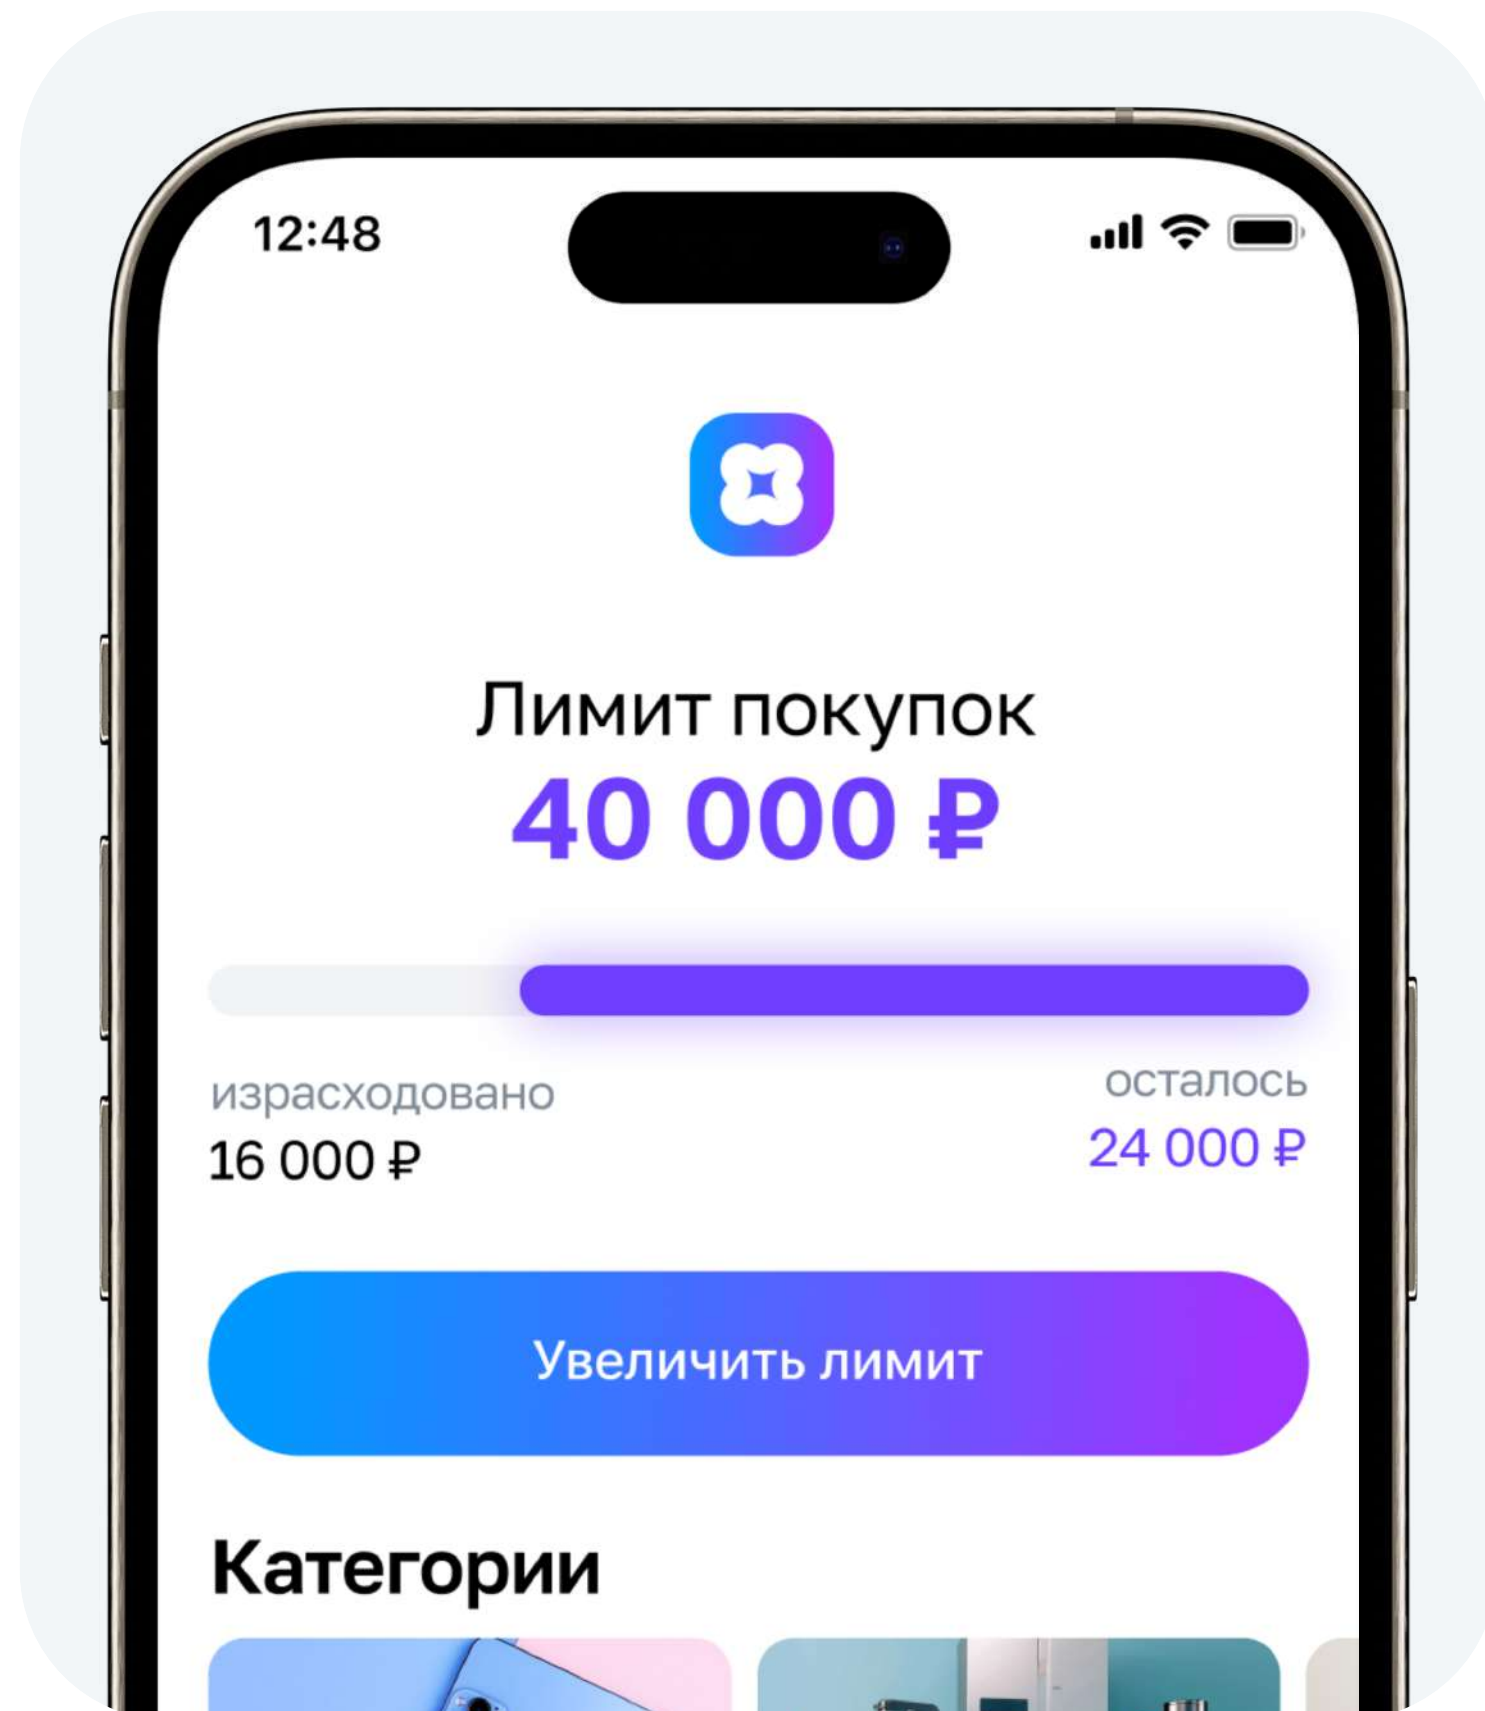 12:48
Лимит покупок
40 000 ₽
израсходовано
16 000 ₽
осталось
24 000 ₽
Увеличить лимит
Категории